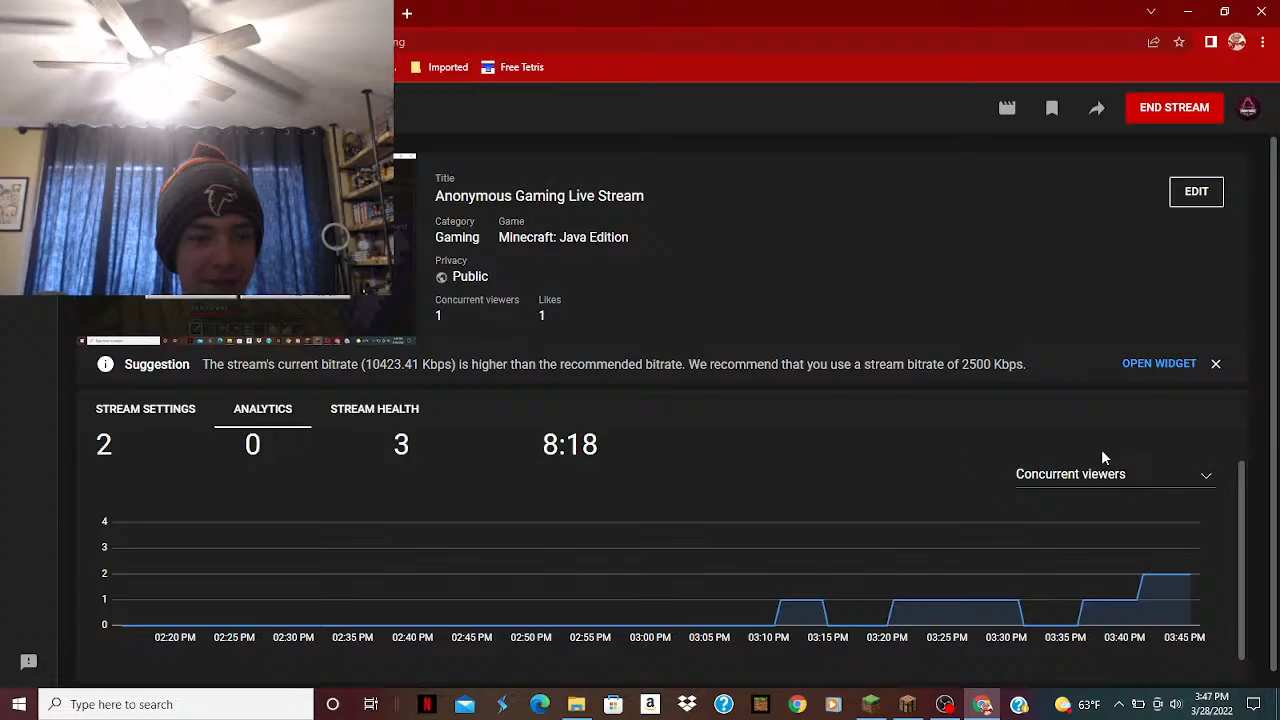 ng
Imported Free Tetris
END STREAM
Title
Anonymous Gaming Live Stream
EDIT
Category Game
Gaming Minecraft: Java Edition
Privacy
Public
Concurrent viewers Likes
1 1
Type here to search
Suggestion The stream's current bitrate (10423.41 Kbps) is higher than the recommended bitrate. We recommend that you use a stream bitrate of 2500 Kbps. OPEN WIDGET
STREAM SETTINGS ANALYTICS STREAM HEALTH
2 0 3 8:18
Concurrent viewers
4
3
2
1
0
02:20 PM 02:25 PM 02:30 PM 02:35 PM 02:40 PM 02:45 PM 02:50 PM 02:55 PM 03:00 PM 03:05 PM 03:10 PM 03:15 PM 03:20 PM 03:25 PM 03:30 PM 03:35 PM 03:40 PM 03:45 PM
Type here to search
63°F
3:47 PM
3/28/2022